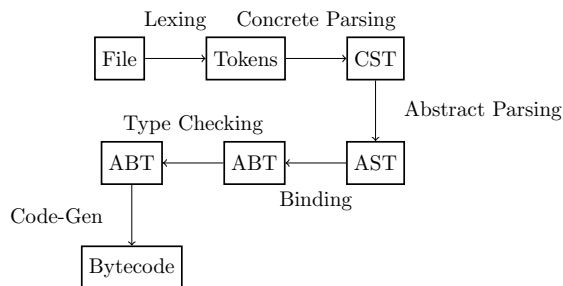 Lexing
Concrete Parsing
File
Tokens
CST
Abstract Parsing
Type Checking
ABT
ABT
AST
Binding
Code-Gen
Bytecode